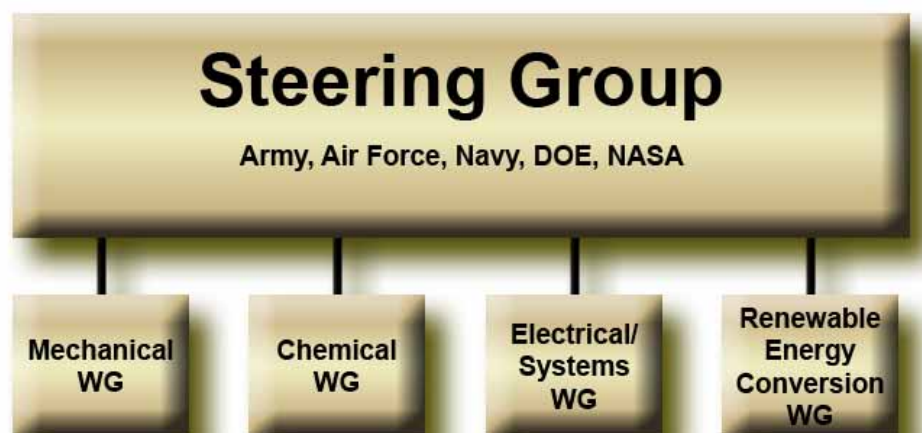 Steering Group
Army, Air Force, Navy, DOE, NASA
Mechanical
WG
Chemical
WG
Electrical/
Systems
WG
Renewable
Energy
Conversion
WG